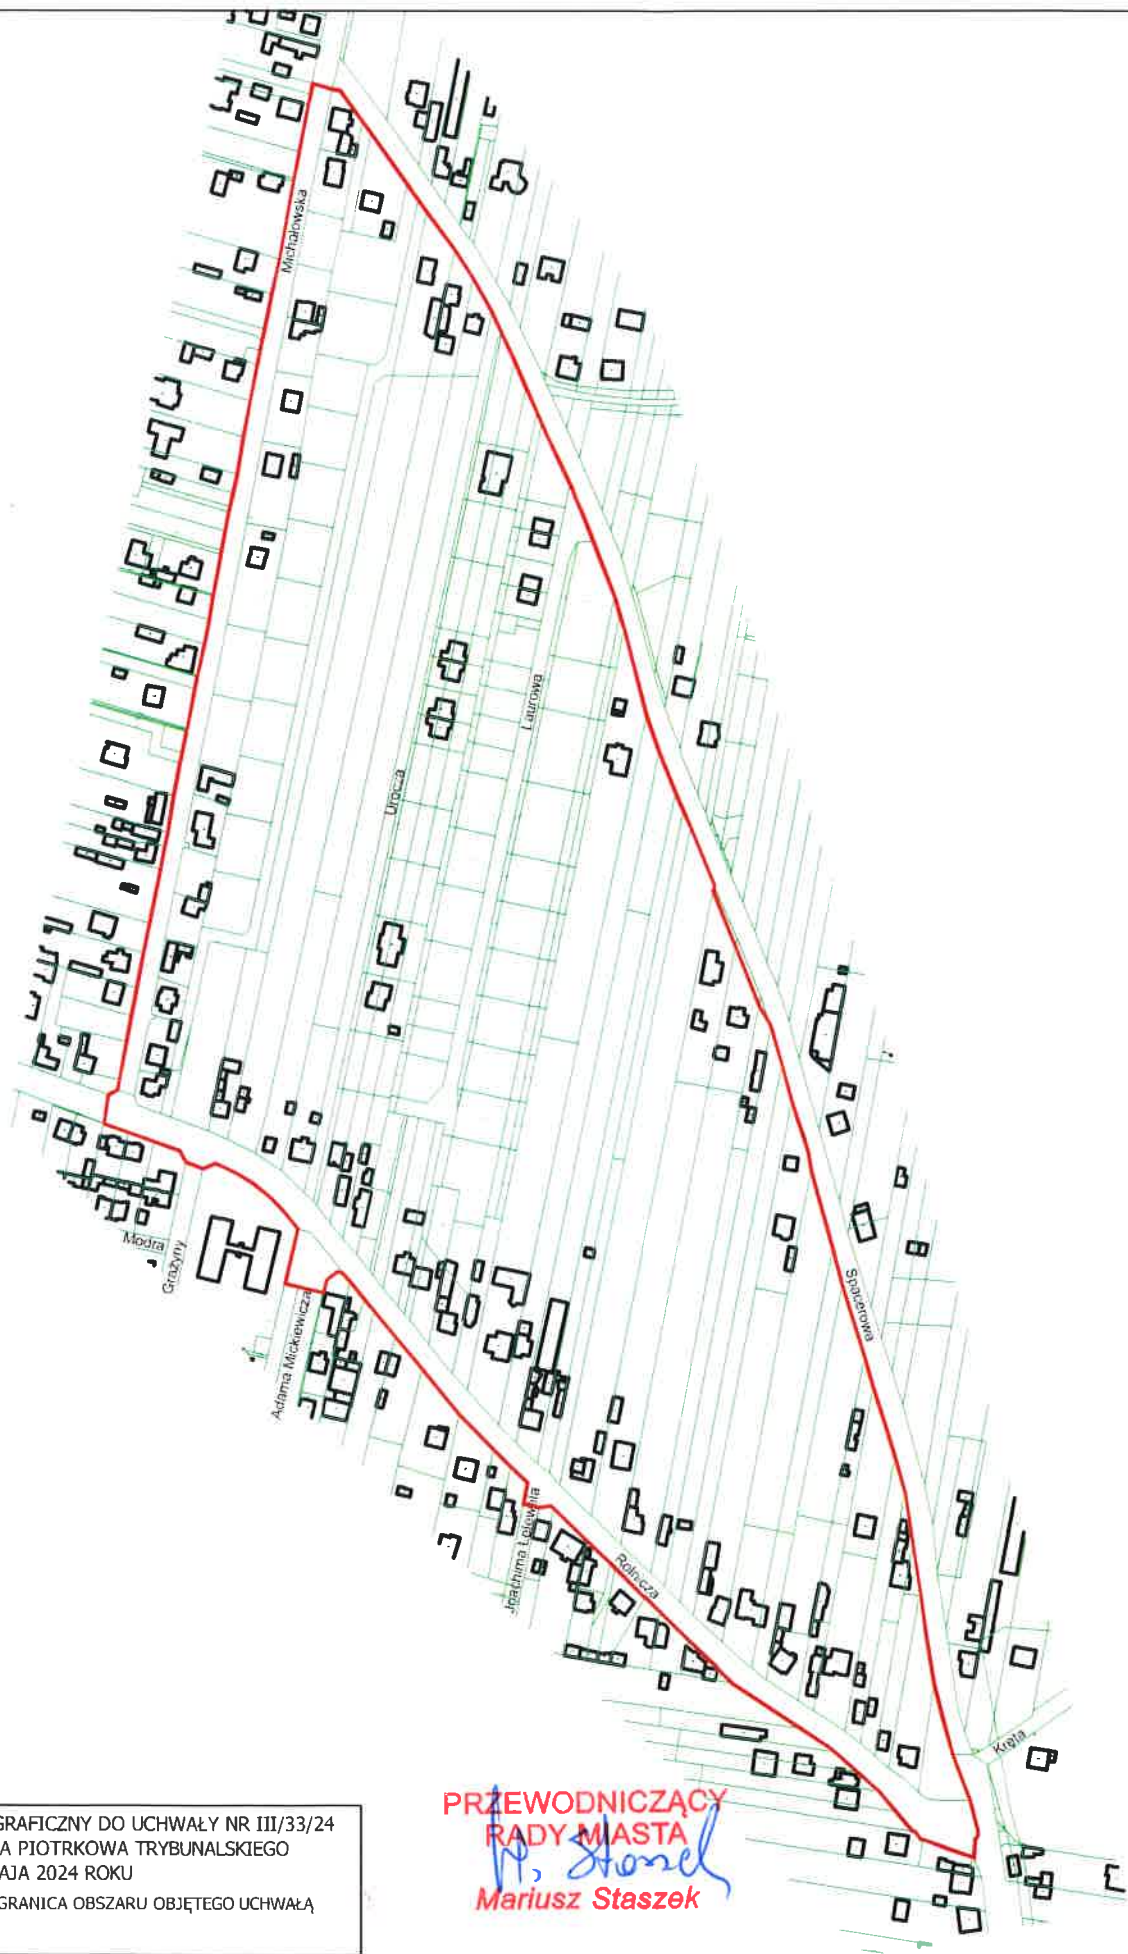 Michałowska
Laurowa
Urocza
Modra
Grażyny
Adama Mickiewicza
Spacerowa
Joachima Lelewela
Rolnicza
Kręta
GRAFICZNY DO UCHWAŁY NR III/33/24
A PIOTRKOWA TRYBUNALSKIEGO
AJA 2024 ROKU
GRANICA OBSZARU OBJĘTEGO UCHWAŁĄ
PRZEWODNICZĄCY
RADY MIASTA
Mariusz Staszek